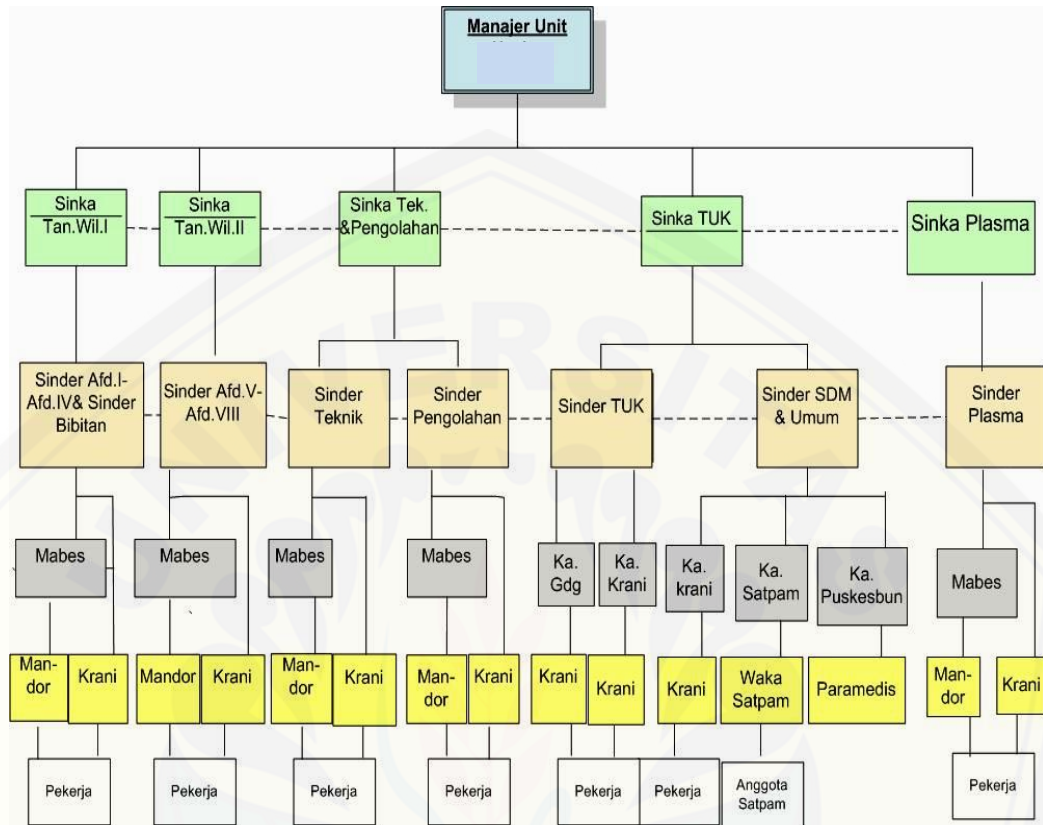 Manajer Unit
Sinka
Tan.Wil.I
Sinka
Tan.Wil.II
Sinka Tek.
&Pengolahan
Sinka TUK
Sinka Plasma
Sinder Afd.I-
Afd.IV& Sinder
Bibitan
Sinder Afd.V-
Afd.VIII
Sinder
Teknik
Sinder
Pengolahan
Sinder TUK
Sinder SDM
& Umum
Sinder
Plasma
Mabes
Mabes
Mabes
Mabes
Ka.
Gdg
Ka.
Krani
Ka.
krani
Ka.
Satpam
Ka.
Puskesbun
Mabes
Man-
dor
Krani
Mandor
Krani
Man-
dor
Krani
Man-
dor
Krani
Krani
Krani
Krani
Waka
Satpam
Paramedis
Man-
dor
Krani
Pekerja
Pekerja
Pekerja
Pekerja
Pekerja
Pekerja
Anggota
Satpam
Pekerja
UNIVERSITAS